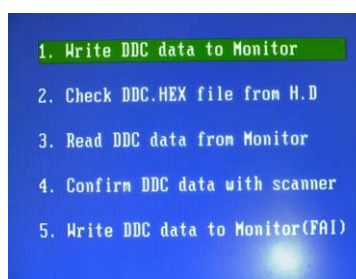 1. Write DDC data to Monitor
2. Check DDC.HEX file from H.D
3. Read DDC data from Monitor
4. Confirm DDC data with scanner
5. Write DDC data to Monitor(FAI)